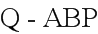 Q - ABP